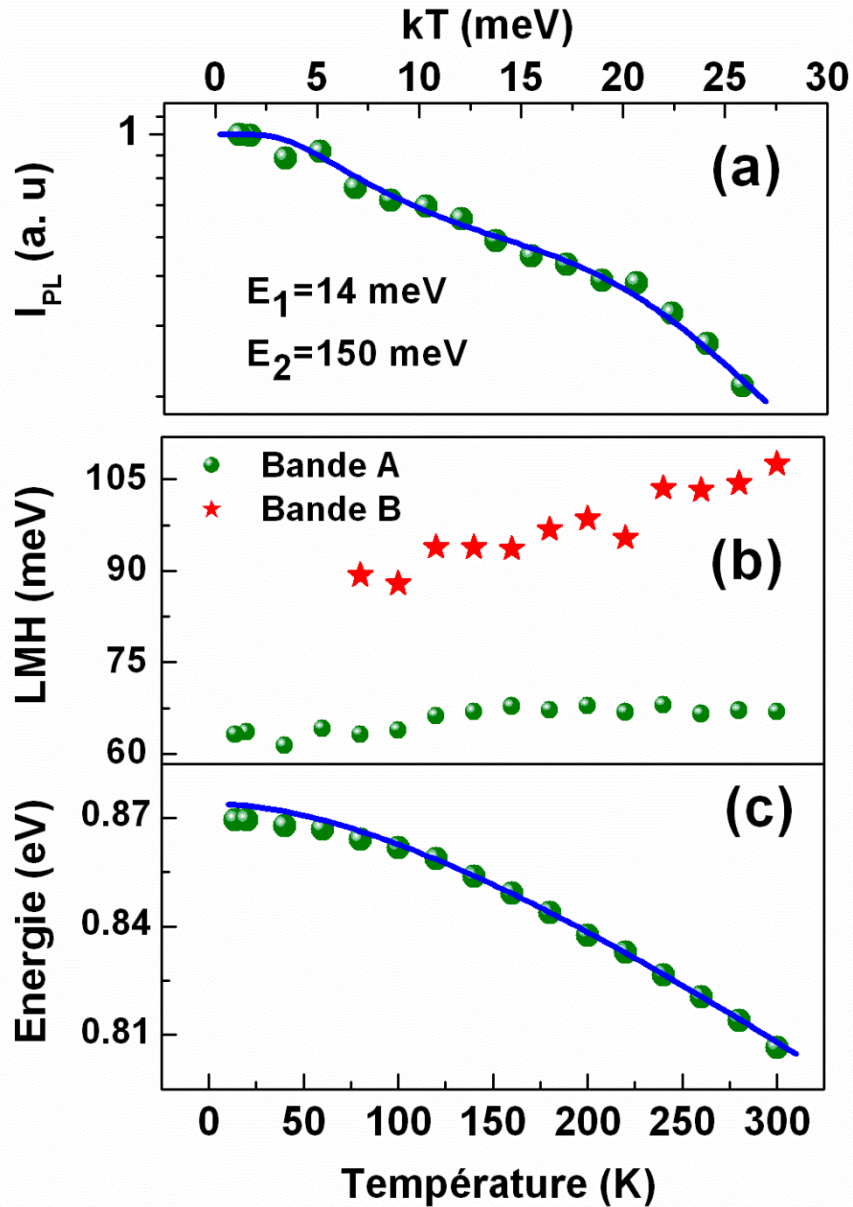 kT (meV)
0 5 10 15 20 25 30
1
(a)
I_PL (a. u)
E_1=14 meV
E_2=150 meV
105
90
75
60
LMH (meV)
Bande A
Bande B
(b)
0.87
0.84
0.81
Energie (eV)
(c)
0 50 100 150 200 250 300
Température (K)